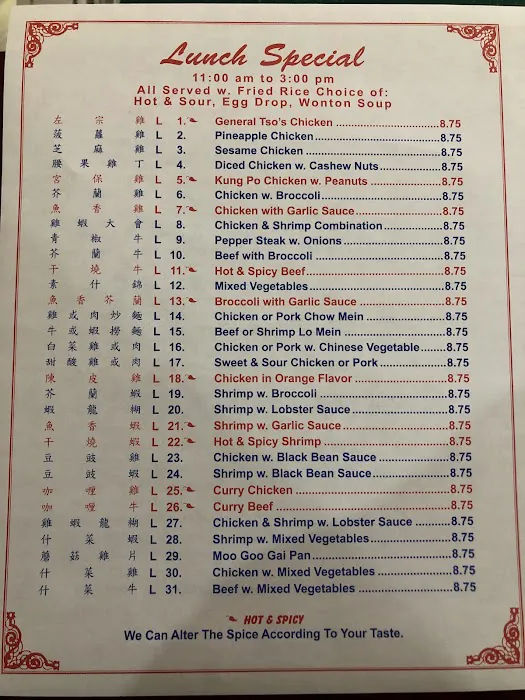 Lunch Special
11:00 am to 3:00 pm
All Served w. Fried Rice Choice of:
Hot & Sour, Egg Drop, Wonton Soup
左宗雞 L 1. General Tso's Chicken 8.75
菠蘿雞 L 2. Pineapple Chicken 8.75
芝麻雞 L 3. Sesame Chicken 8.75
腰果雞丁 L 4. Diced Chicken w. Cashew Nuts 8.75
宮保雞 L 5. Kung Po Chicken w. Peanuts 8.75
芥蘭雞 L 6. Chicken w. Broccoli 8.75
魚香雞 L 7. Chicken with Garlic Sauce 8.75
雞蝦大會 L 8. Chicken & Shrimp Combination 8.75
青椒牛 L 9. Pepper Steak w. Onions 8.75
芥蘭牛 L 10. Beef with Broccoli 8.75
干燒牛 L 11. Hot & Spicy Beef 8.75
素什錦 L 12. Mixed Vegetables 8.75
魚香芥蘭 L 13. Broccoli with Garlic Sauce 8.75
雞或肉炒麵 L 14. Chicken or Pork Chow Mein 8.75
牛或蝦撈麵 L 15. Beef or Shrimp Lo Mein 8.75
白菜雞或肉 L 16. Chicken or Pork w. Chinese Vegetable 8.75
甜酸雞或肉 L 17. Sweet & Sour Chicken or Pork 8.75
陳皮雞 L 18. Chicken in Orange Flavor 8.75
芥蘭蝦 L 19. Shrimp w. Broccoli 8.75
蝦龍糊 L 20. Shrimp w. Lobster Sauce 8.75
魚香蝦 L 21. Shrimp w. Garlic Sauce 8.75
干燒蝦 L 22. Hot & Spicy Shrimp 8.75
豆豉雞 L 23. Chicken w. Black Bean Sauce 8.75
豆豉蝦 L 24. Shrimp w. Black Bean Sauce 8.75
咖喱雞 L 25. Curry Chicken 8.75
咖喱牛 L 26. Curry Beef 8.75
雞蝦龍糊 L 27. Chicken & Shrimp w. Lobster Sauce 8.75
什菜蝦 L 28. Shrimp w. Mixed Vegetables 8.75
蘑菇雞片 L 29. Moo Goo Gai Pan 8.75
什菜雞 L 30. Chicken w. Mixed Vegetables 8.75
什菜牛 L 31. Beef w. Mixed Vegetables 8.75
HOT & SPICY
We Can Alter The Spice According To Your Taste.